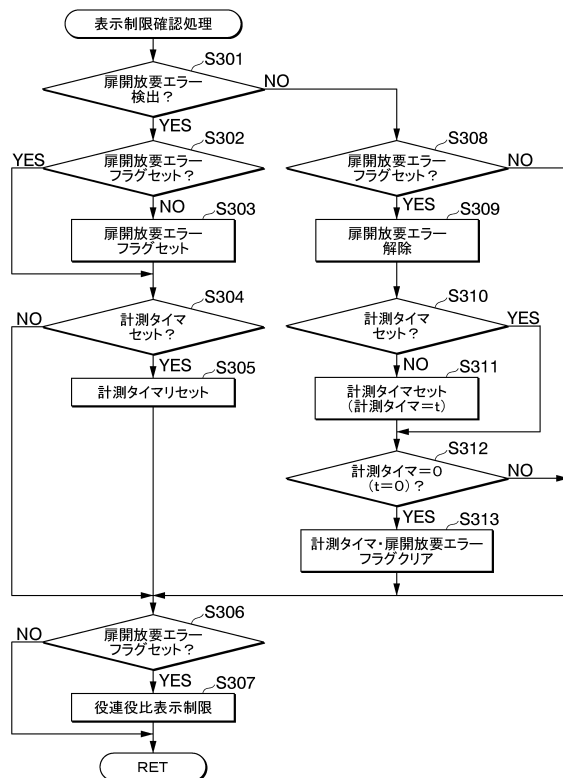 表示制限確認処理
S301
扉開放要エラー
検出？
NO
YES
S302
YES
扉開放要エラー
フラグセット？
NO
S303
扉開放要エラー
フラグセット
S304
NO
計測タイマ
セット？
YES
S305
計測タイマリセット
S308
扉開放要エラー
フラグセット？
NO
YES
S309
扉開放要エラー
解除
S310
計測タイマ
セット？
YES
NO
S311
計測タイマセット
（計測タイマ＝t）
S312
計測タイマ＝0
（t＝0）？
NO
YES
S313
計測タイマ・扉開放要エラー
フラグクリア
S306
NO
扉開放要エラー
フラグセット？
YES
S307
役連役比表示制限
RET